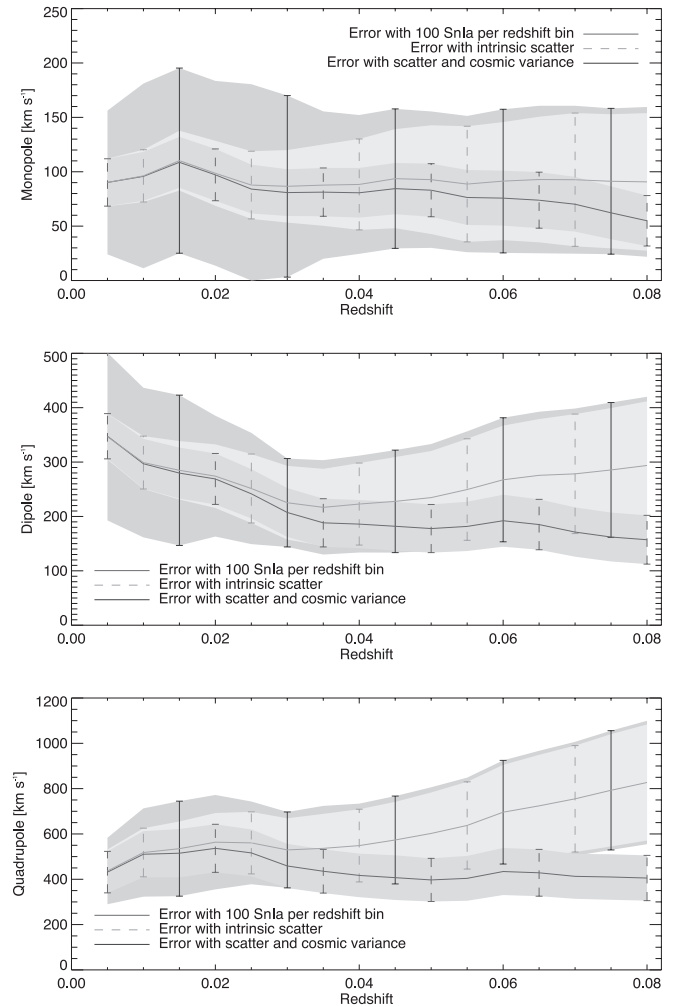 250
200
150
100
50
0
Monopole [km s⁻¹]
Error with 100 SnIa per redshift bin
Error with intrinsic scatter
Error with scatter and cosmic variance
0.00 0.02 0.04 0.06 0.08
Redshift
500
400
300
200
100
0
Dipole [km s⁻¹]
Error with 100 SnIa per redshift bin
Error with intrinsic scatter
Error with scatter and cosmic variance
0.00 0.02 0.04 0.06 0.08
Redshift
1200
1000
800
600
400
200
0
Quadrupole [km s⁻¹]
Error with 100 SnIa per redshift bin
Error with intrinsic scatter
Error with scatter and cosmic variance
0.00 0.02 0.04 0.06 0.08
Redshift